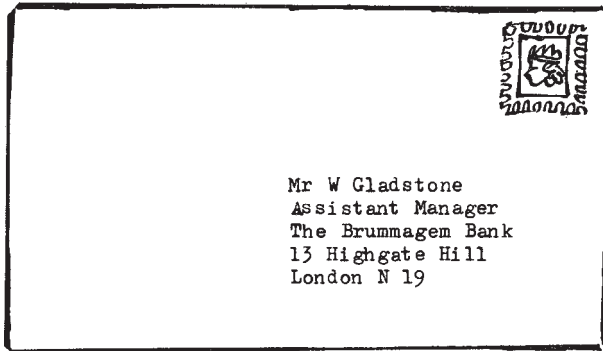 Mr W Gladstone
Assistant Manager
The Brummagem Bank
13 Highgate Hill
London N 19